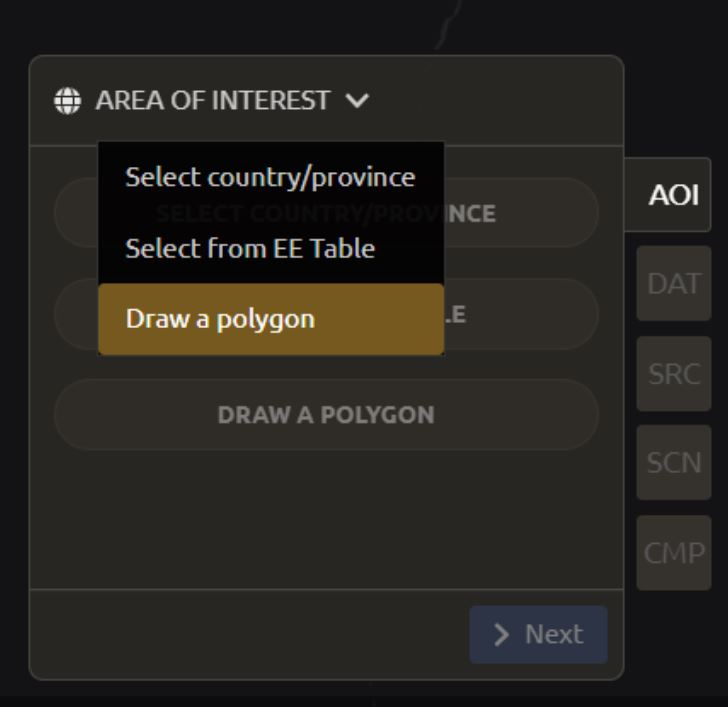 AREA OF INTEREST
Select country/province
SELECT COUNTRY/PROVINCE
Select from EE Table
Draw a polygon
LE
DRAW A POLYGON
Next
AOI
DAT
SRC
SCN
CMP